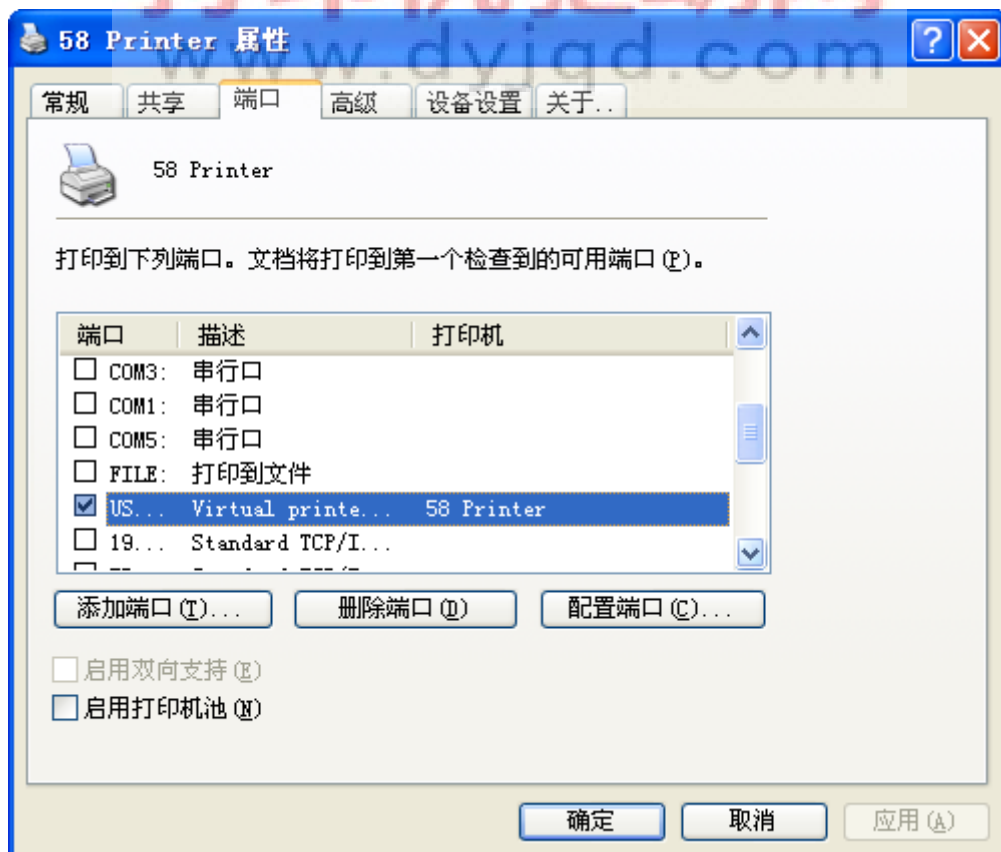 www.dyjqd.com
58 Printer 属性
常规 共享 端口 高级 设备设置 关于..
58 Printer
打印到下列端口。文档将打印到第一个检查到的可用端口(P)。
端口 描述 打印机
COM3: 串行口
COM1: 串行口
COM5: 串行口
FILE: 打印到文件
US... Virtual printe... 58 Printer
19... Standard TCP/I...
添加端口(T)... 删除端口(D) 配置端口(C)...
启用双向支持(E)
启用打印机池(N)
确定 取消 应用(A)